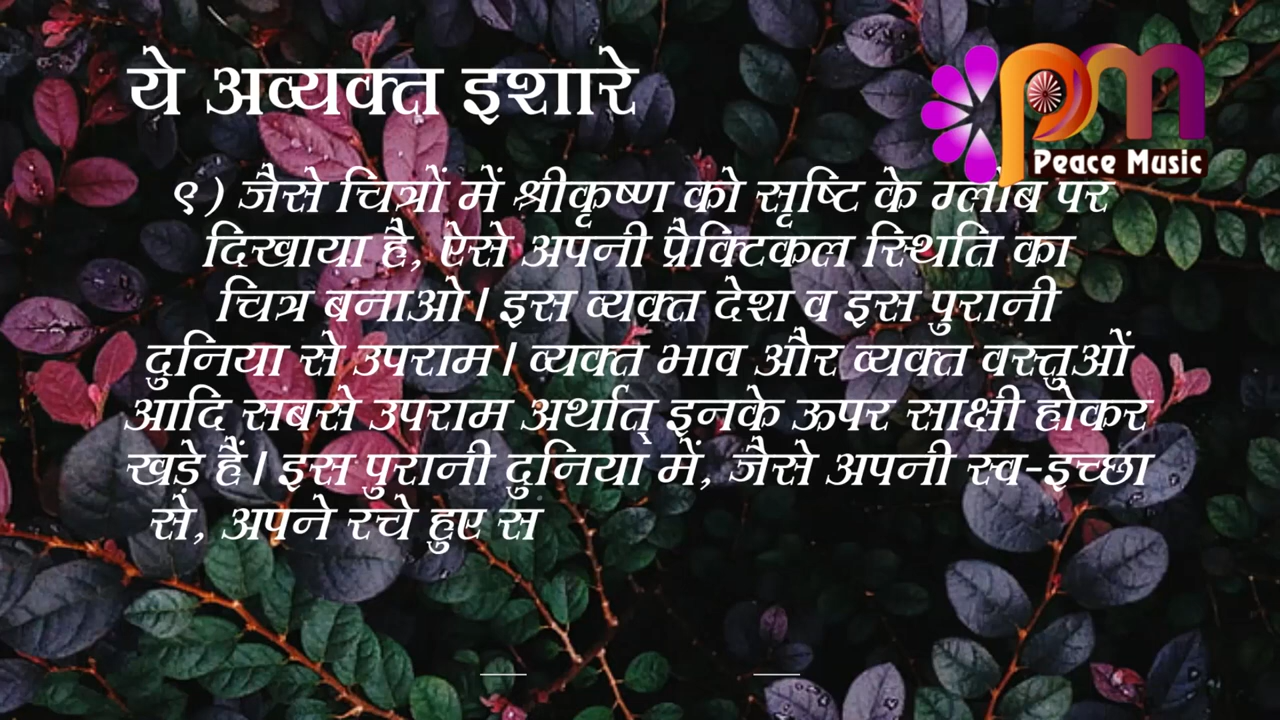 ये अव्यक्त इशारे
pm
Peace Music
९) जैसे चित्रों में श्रीकृष्ण को सृष्टि के ग्लोब पर
दिखाया है, ऐसे अपनी प्रैक्टिकल स्थिति का
चित्र बनाओ। इस व्यक्त देश व इस पुरानी
दुनिया से उपराम। व्यक्त भाव और व्यक्त वस्तुओं
आदि सबसे उपराम अर्थात् इनके ऊपर साक्षी होकर
खड़े हैं। इस पुरानी दुनिया में, जैसे अपनी स्व-इच्छा
से, अपने रचे हुए स